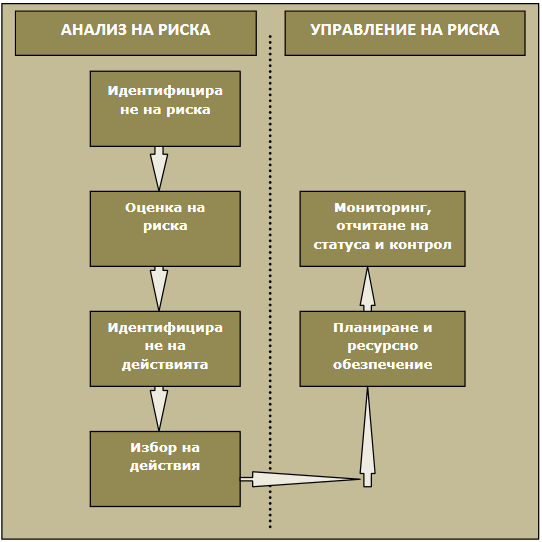 АНАЛИЗ НА РИСКА
УПРАВЛЕНИЕ НА РИСКА
Идентифицира
не на риска
Оценка на
риска
Идентифицира
не на
действията
Избор на
действия
Мониторинг,
отчитане на
статуса и контрол
Планиране и
ресурсно
обезпечение